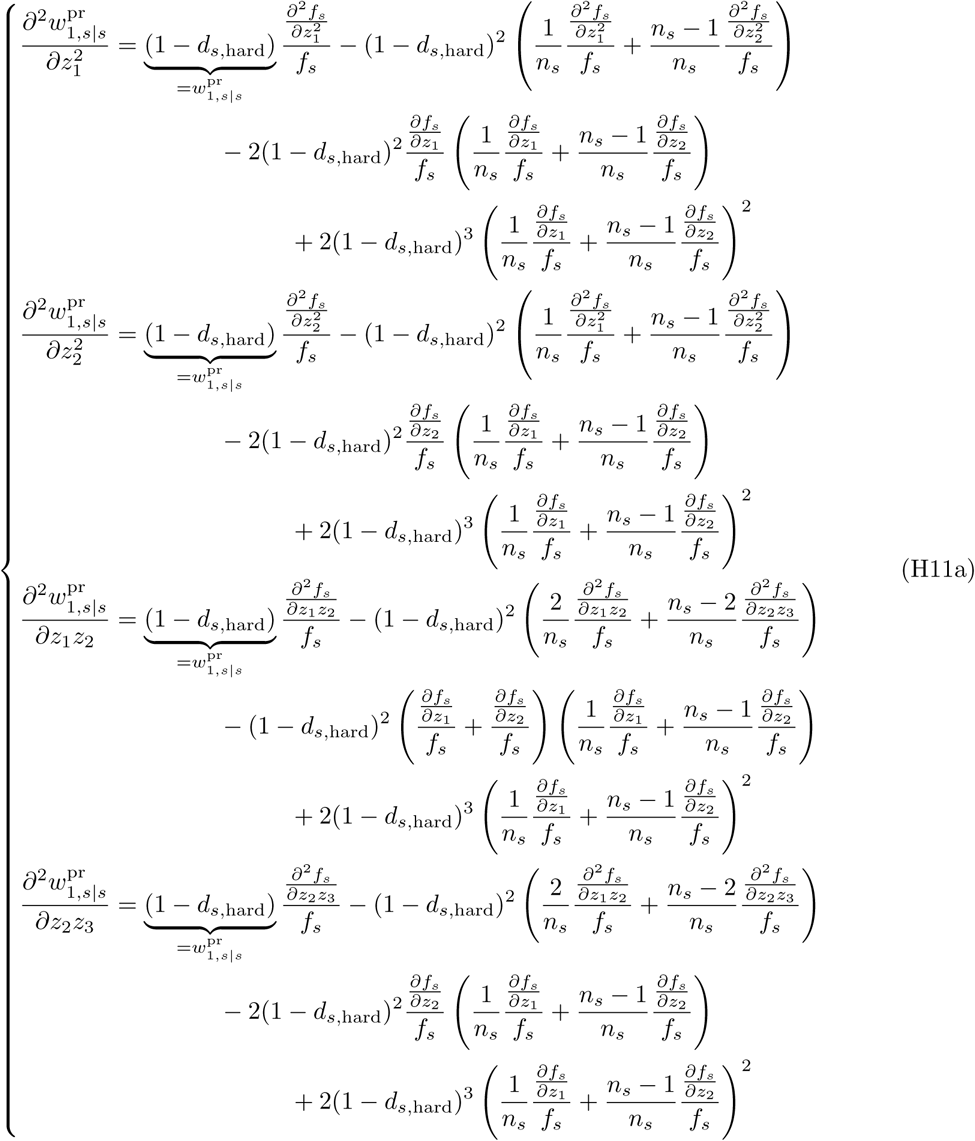 \begin{cases}
\frac{\partial^2 w^{\text{pr}}_{1,s|s}}{\partial z_1^2} = \underbrace{(1 - d_{s,\text{hard}})}_{=w^{\text{pr}}_{1,s|s}} \frac{\frac{\partial^2 f_s}{\partial z_1^2}}{f_s} - (1 - d_{s,\text{hard}})^2 \left( \frac{1}{n_s} \frac{\frac{\partial^2 f_s}{\partial z_1^2}}{f_s} + \frac{n_s - 1}{n_s} \frac{\frac{\partial^2 f_s}{\partial z_2^2}}{f_s} \right)
- 2(1 - d_{s,\text{hard}})^2 \frac{\frac{\partial f_s}{\partial z_1}}{f_s} \left( \frac{1}{n_s} \frac{\frac{\partial f_s}{\partial z_1}}{f_s} + \frac{n_s - 1}{n_s} \frac{\frac{\partial f_s}{\partial z_2}}{f_s} \right)
+ 2(1 - d_{s,\text{hard}})^3 \left( \frac{1}{n_s} \frac{\frac{\partial f_s}{\partial z_1}}{f_s} + \frac{n_s - 1}{n_s} \frac{\frac{\partial f_s}{\partial z_2}}{f_s} \right)^2
\frac{\partial^2 w^{\text{pr}}_{1,s|s}}{\partial z_2^2} = \underbrace{(1 - d_{s,\text{hard}})}_{=w^{\text{pr}}_{1,s|s}} \frac{\frac{\partial^2 f_s}{\partial z_2^2}}{f_s} - (1 - d_{s,\text{hard}})^2 \left( \frac{1}{n_s} \frac{\frac{\partial^2 f_s}{\partial z_1^2}}{f_s} + \frac{n_s - 1}{n_s} \frac{\frac{\partial^2 f_s}{\partial z_2^2}}{f_s} \right)
- 2(1 - d_{s,\text{hard}})^2 \frac{\frac{\partial f_s}{\partial z_2}}{f_s} \left( \frac{1}{n_s} \frac{\frac{\partial f_s}{\partial z_1}}{f_s} + \frac{n_s - 1}{n_s} \frac{\frac{\partial f_s}{\partial z_2}}{f_s} \right)
+ 2(1 - d_{s,\text{hard}})^3 \left( \frac{1}{n_s} \frac{\frac{\partial f_s}{\partial z_1}}{f_s} + \frac{n_s - 1}{n_s} \frac{\frac{\partial f_s}{\partial z_2}}{f_s} \right)^2
(H11a)
\frac{\partial^2 w^{\text{pr}}_{1,s|s}}{\partial z_1 z_2} = \underbrace{(1 - d_{s,\text{hard}})}_{=w^{\text{pr}}_{1,s|s}} \frac{\frac{\partial^2 f_s}{\partial z_1 z_2}}{f_s} - (1 - d_{s,\text{hard}})^2 \left( \frac{2}{n_s} \frac{\frac{\partial^2 f_s}{\partial z_1 z_2}}{f_s} + \frac{n_s - 2}{n_s} \frac{\frac{\partial^2 f_s}{\partial z_2 z_3}}{f_s} \right)
- (1 - d_{s,\text{hard}})^2 \left( \frac{\frac{\partial f_s}{\partial z_1}}{f_s} + \frac{\frac{\partial f_s}{\partial z_2}}{f_s} \right) \left( \frac{1}{n_s} \frac{\frac{\partial f_s}{\partial z_1}}{f_s} + \frac{n_s - 1}{n_s} \frac{\frac{\partial f_s}{\partial z_2}}{f_s} \right)
+ 2(1 - d_{s,\text{hard}})^3 \left( \frac{1}{n_s} \frac{\frac{\partial f_s}{\partial z_1}}{f_s} + \frac{n_s - 1}{n_s} \frac{\frac{\partial f_s}{\partial z_2}}{f_s} \right)^2
\frac{\partial^2 w^{\text{pr}}_{1,s|s}}{\partial z_2 z_3} = \underbrace{(1 - d_{s,\text{hard}})}_{=w^{\text{pr}}_{1,s|s}} \frac{\frac{\partial^2 f_s}{\partial z_2 z_3}}{f_s} - (1 - d_{s,\text{hard}})^2 \left( \frac{2}{n_s} \frac{\frac{\partial^2 f_s}{\partial z_1 z_2}}{f_s} + \frac{n_s - 2}{n_s} \frac{\frac{\partial^2 f_s}{\partial z_2 z_3}}{f_s} \right)
- 2(1 - d_{s,\text{hard}})^2 \frac{\frac{\partial f_s}{\partial z_2}}{f_s} \left( \frac{1}{n_s} \frac{\frac{\partial f_s}{\partial z_1}}{f_s} + \frac{n_s - 1}{n_s} \frac{\frac{\partial f_s}{\partial z_2}}{f_s} \right)
+ 2(1 - d_{s,\text{hard}})^3 \left( \frac{1}{n_s} \frac{\frac{\partial f_s}{\partial z_1}}{f_s} + \frac{n_s - 1}{n_s} \frac{\frac{\partial f_s}{\partial z_2}}{f_s} \right)^2
\end{cases}